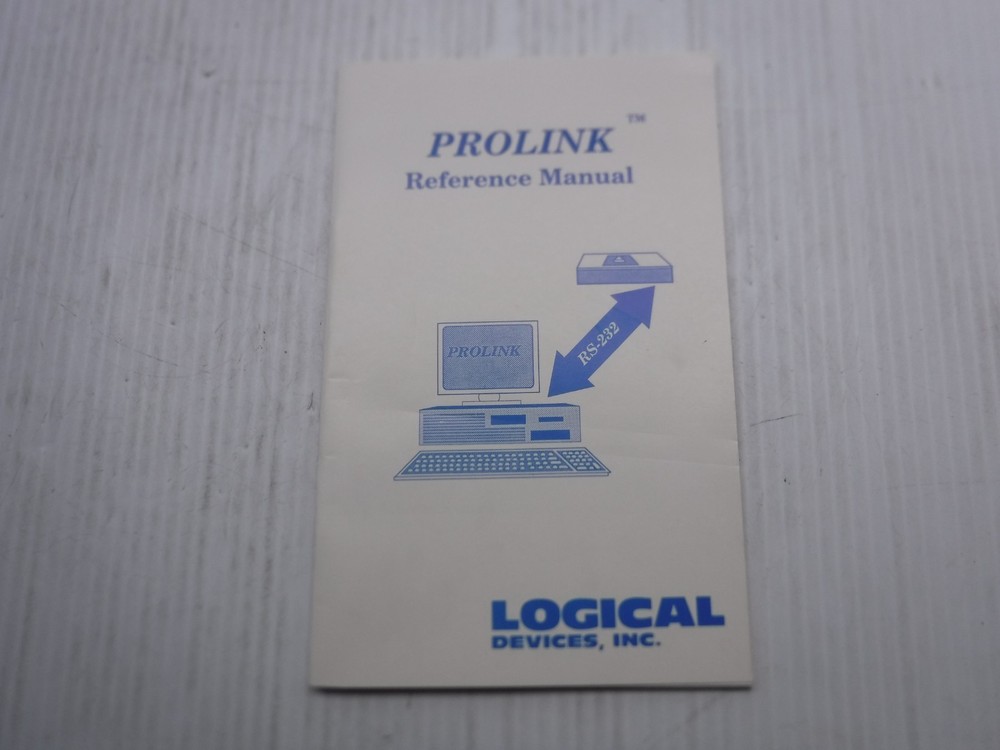 PROLINK™
Reference Manual
RS-232
PROLINK
LOGICAL
DEVICES, INC.